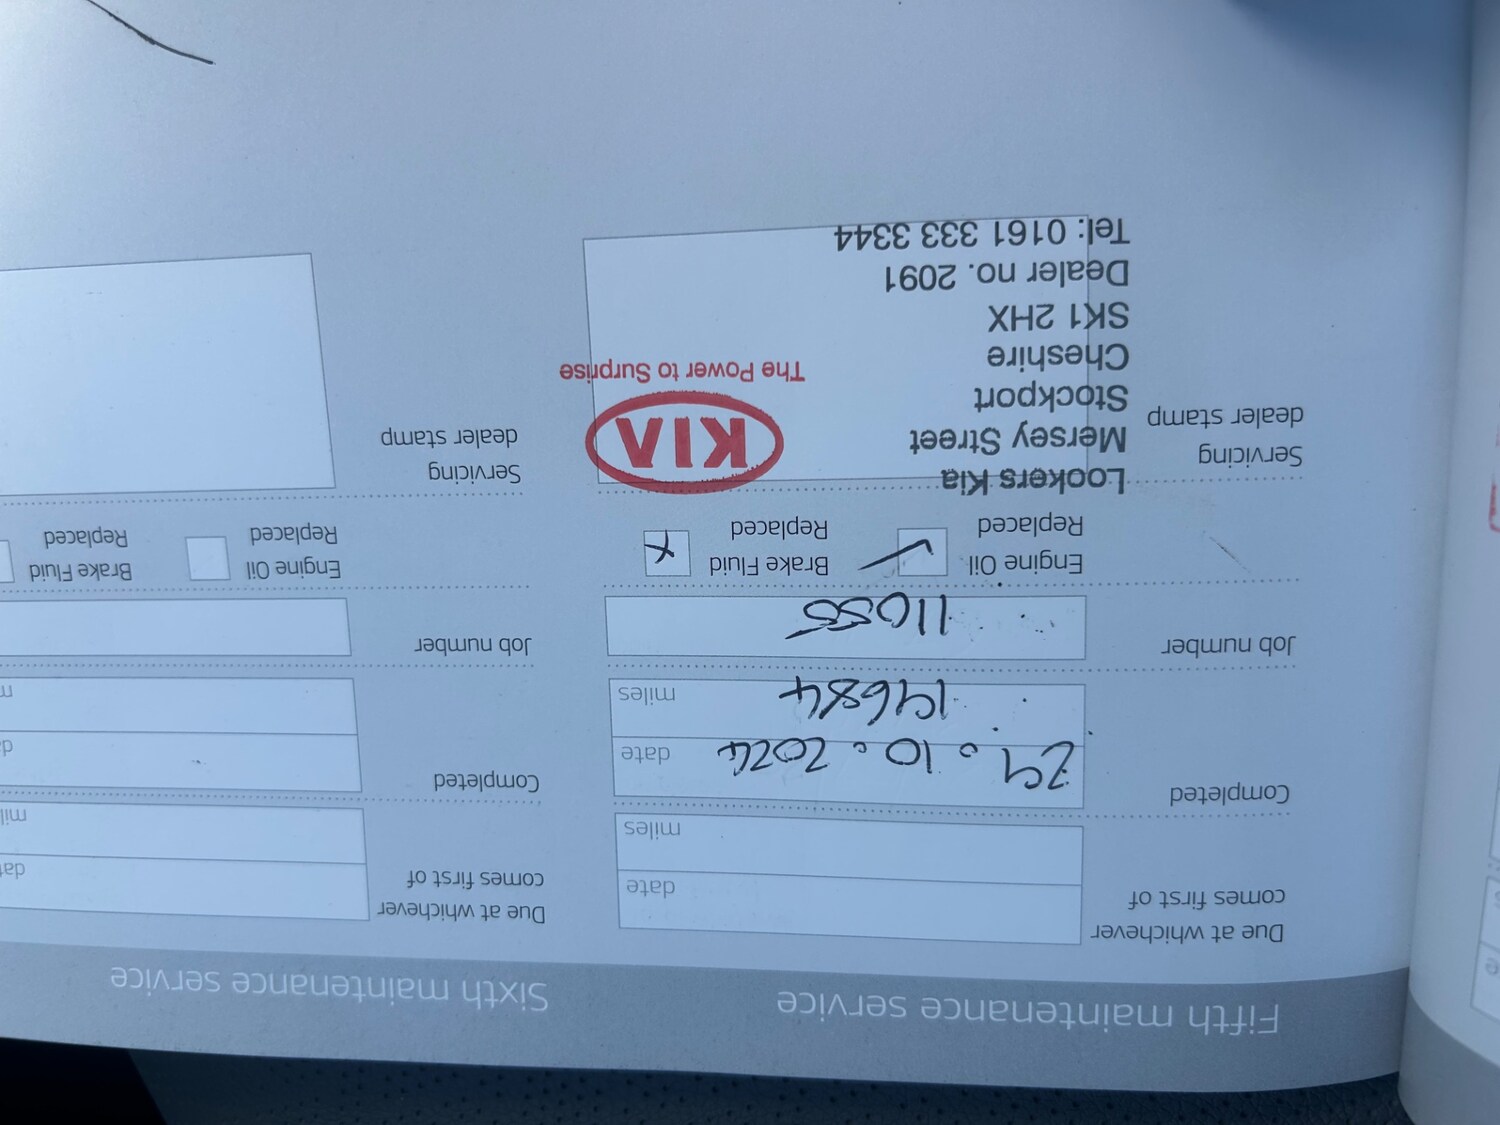 Fifth maintenance service
Due at whichever
comes first of
date
miles
Completed
29.10.2024 date
19684 miles
Job number
11055
Engine Oil
Replaced
Brake Fluid
Replaced
Servicing
dealer stamp
Lookers Kia
Mersey Street
Stockport
Cheshire
SK1 2HX
Dealer no. 2091
Tel: 0161 333 3344
KIA
The Power to Surprise
Sixth maintenance service
Due at whichever
comes first of
Completed
Job number
Engine Oil
Replaced
Brake Fluid
Replaced
Servicing
dealer stamp